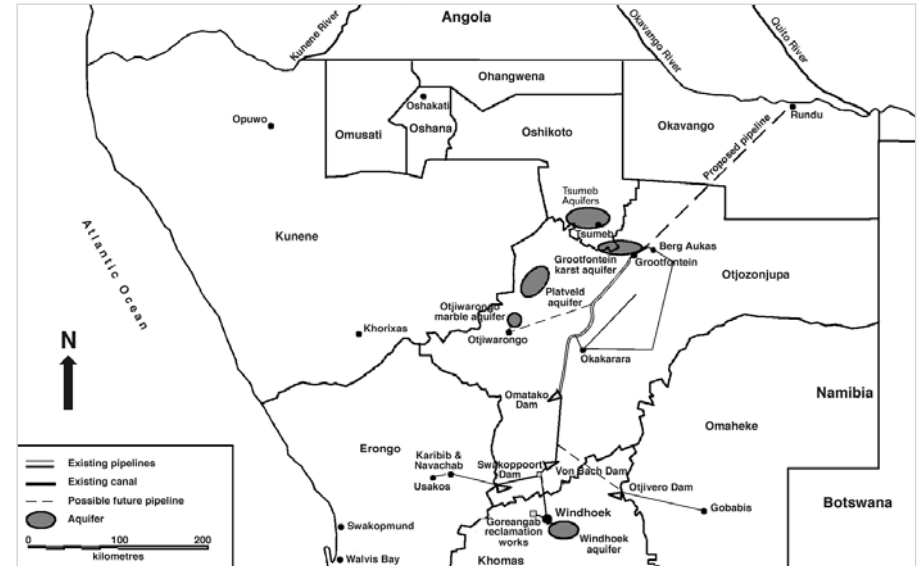 Angola
Kunene River
Okavango River
Quito River
Ohangwena
Oshakati
Opuwo
Omusati
Oshana
Oshikoto
Okavango
Rundu
Proposed pipeline
Tsumeb
Aquifers
Tsumeb
Kunene
Atlantic Ocean
Berg Aukas
Grootfontein
Grootfontein
karst aquifer
Otjozonjupa
Platveld
aquifer
Otjiwarongo
marble aquifer
Otjiwarongo
Khorixas
N
Okakarara
Omatako
Dam
Namibia
Omaheke
Erongo
Karibib &
Navachab
Usakos
Swakoppoort
Dam
Von Bach Dam
Otjivero Dam
Gobabis
Botswana
Windhoek
Goreangab
reclamation
works
Windhoek
aquifer
Khomas
Swakopmund
Walvis Bay
Existing pipelines
Existing canal
Possible future pipeline
Aquifer
0 100 200
kilometres